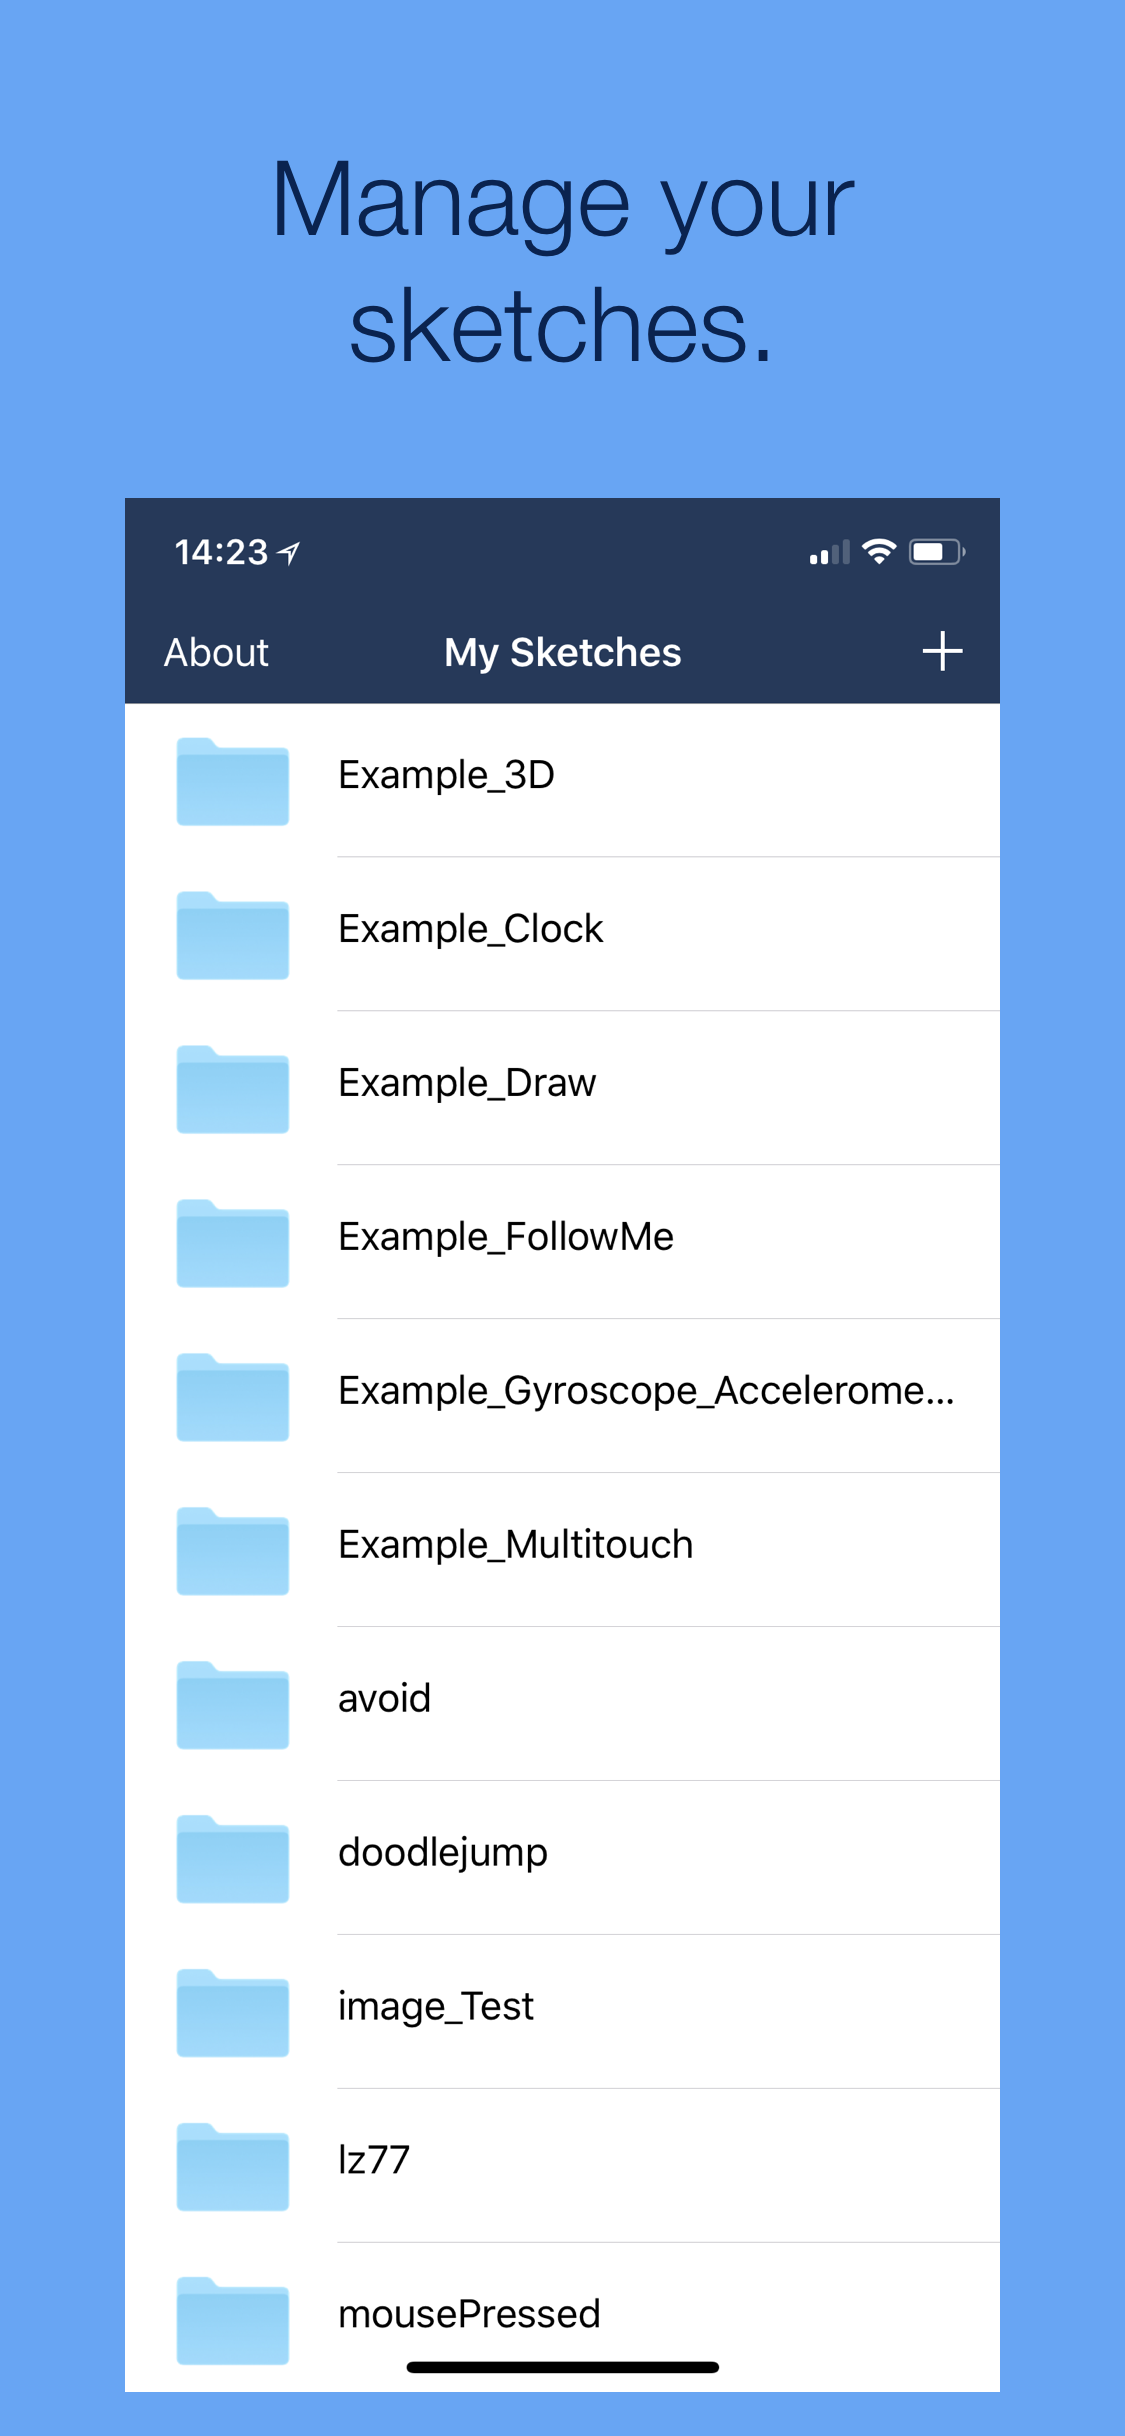 Manage your
sketches.
14:23
About My Sketches
Example_3D
Example_Clock
Example_Draw
Example_FollowMe
Example_Gyroscope_Accelerome...
Example_Multitouch
avoid
doodlejump
image_Test
lz77
mousePressed